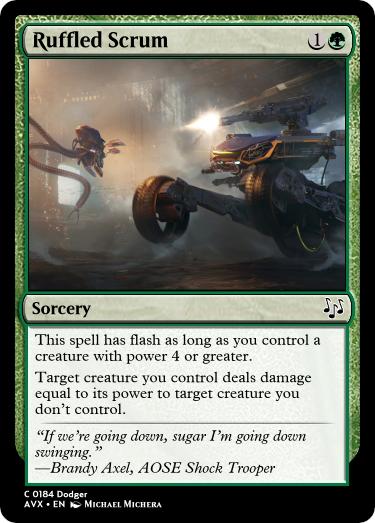 Ruffled Scrum 1
Sorcery
This spell has flash as long as you control a
creature with power 4 or greater.
Target creature you control deals damage
equal to its power to target creature you
don't control.
“If we're going down, sugar I'm going down
swinging.”
—Brandy Axel, AOSE Shock Trooper
C 0184 Dodger
AVX • EN Michael Michera